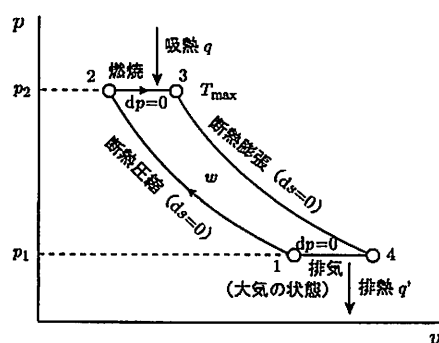 p
吸熱 q
燃焼
2
3
T_max
p₂
dp=0
断熱膨張 (ds=0)
断熱圧縮 (ds=0)
w
dp=0
p₁
1
4
排気
(大気の状態)
排熱 q'
v